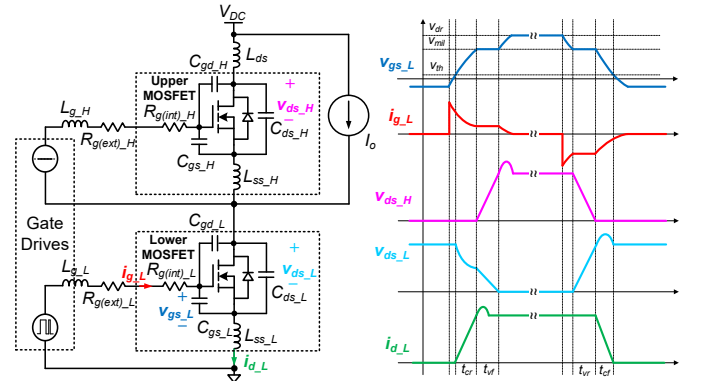 V_DC
L_ds
C_gd_H
Upper
MOSFET
v_ds_H
L_g_H
R_g(ext)_H
R_g(int)_H
C_gs_H
C_ds_H
I_o
L_ss_H
Gate
Drives
C_gd_L
Lower
MOSFET
v_ds_L
L_g_L
i_g_L
R_g(int)_L
R_g(ext)_L
v_gs_L
C_gs_L
C_ds_L
L_ss_L
i_d_L
v_dr
v_mil
v_th
v_gs_L
i_g_L
v_ds_H
v_ds_L
i_d_L
t_cr t_vf t_vr t_cf